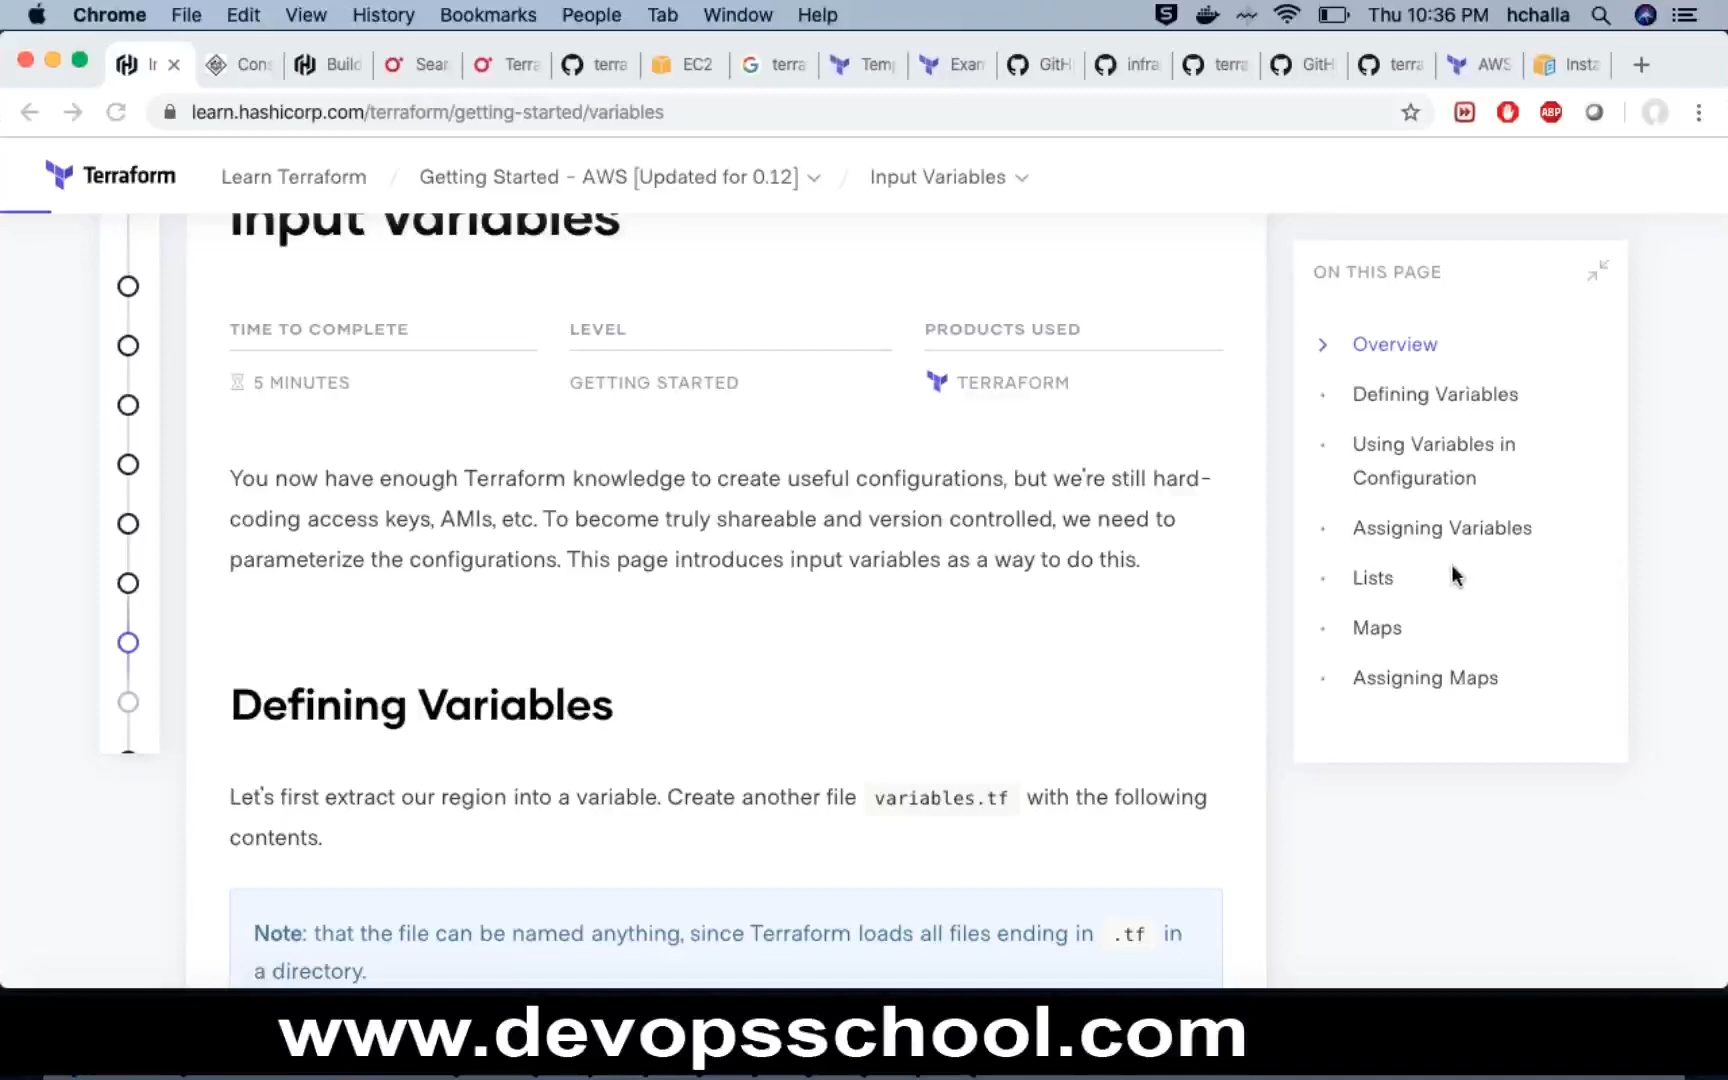 Chrome File Edit View History Bookmarks People Tab Window Help Thu 10:36 PM hchalla
Ir Cons Build Sear Terra terra EC2 terra Temp Exam GitH infra terra GitH terra AWS Insta
learn.hashicorp.com/terraform/getting-started/variables ABP
Terraform Learn Terraform / Getting Started - AWS [Updated for 0.12] / Input Variables
Input Variables
ON THIS PAGE
TIME TO COMPLETE LEVEL PRODUCTS USED
5 MINUTES GETTING STARTED TERRAFORM
Overview
Defining Variables
Using Variables in
Configuration
Assigning Variables
Lists
Maps
Assigning Maps
You now have enough Terraform knowledge to create useful configurations, but we're still hard-
coding access keys, AMIs, etc. To become truly shareable and version controlled, we need to
parameterize the configurations. This page introduces input variables as a way to do this.
Defining Variables
Let's first extract our region into a variable. Create another file variables.tf with the following
contents.
Note: that the file can be named anything, since Terraform loads all files ending in .tf in
a directory.
www.devopsschool.com